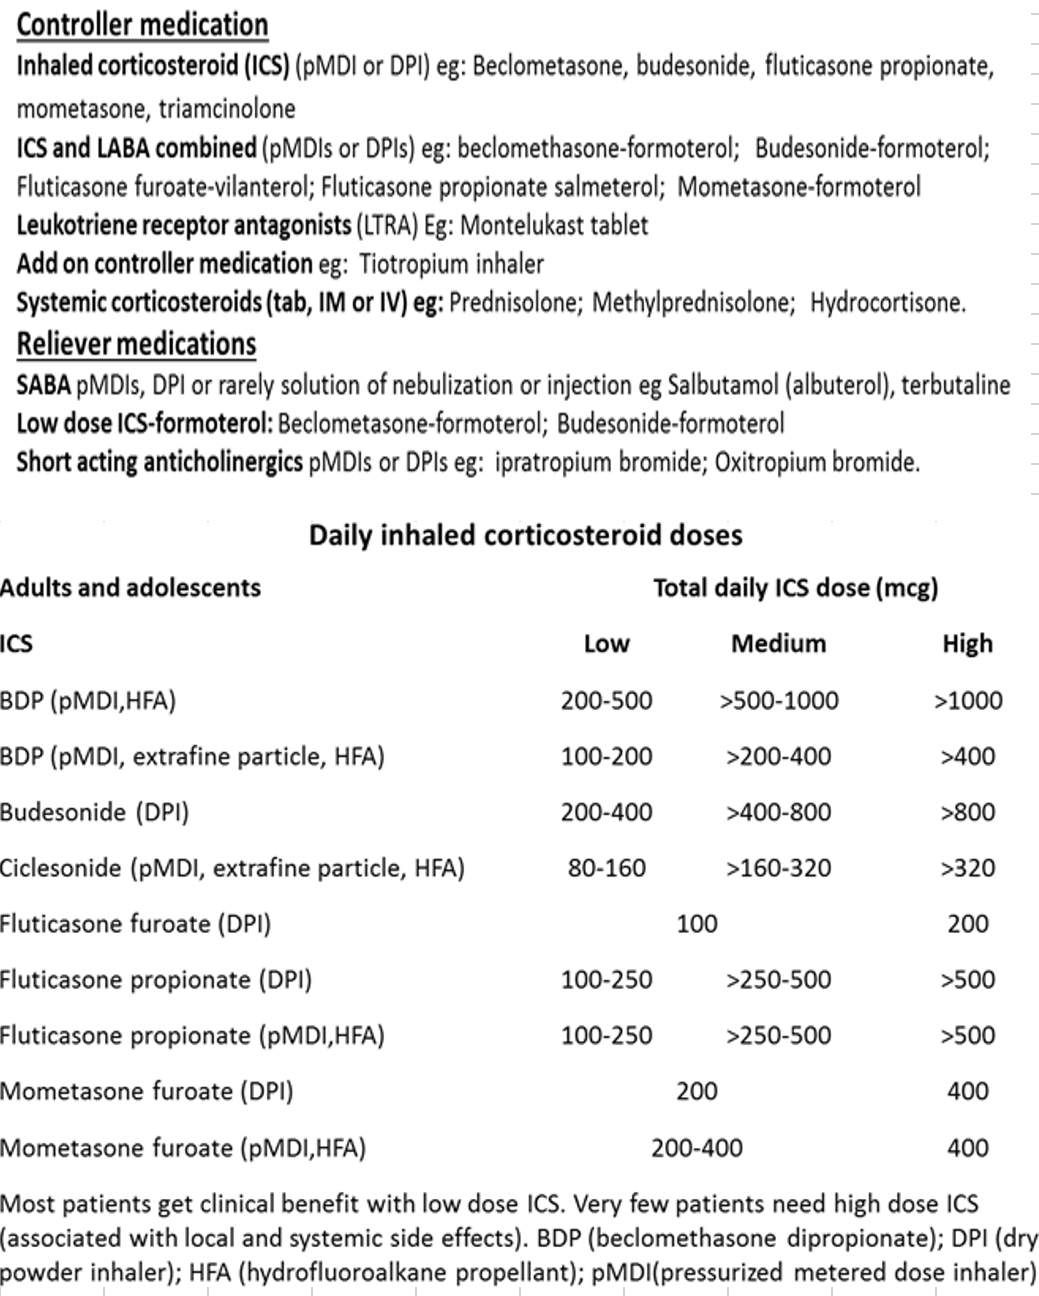 Controller medication
Inhaled corticosteroid (ICS) (pMDI or DPI) eg: Beclometasone, budesonide, fluticasone propionate,
mometasone, triamcinolone
ICS and LABA combined (pMDIs or DPIs) eg: beclomethasone-formoterol; Budesonide-formoterol;
Fluticasone furoate-vilanterol; Fluticasone propionate salmeterol; Mometasone-formoterol
Leukotriene receptor antagonists (LTRA) Eg: Montelukast tablet
Add on controller medication eg: Tiotropium inhaler
Systemic corticosteroids (tab, IM or IV) eg: Prednisolone; Methylprednisolone; Hydrocortisone.
Reliever medications
SABA pMDIs, DPI or rarely solution of nebulization or injection eg Salbutamol (albuterol), terbutaline
Low dose ICS-formoterol: Beclometasone-formoterol; Budesonide-formoterol
Short acting anticholinergics pMDIs or DPIs eg: ipratropium bromide; Oxitropium bromide.
Daily inhaled corticosteroid doses
Adults and adolescents Total daily ICS dose (mcg)
ICS Low Medium High
BDP (pMDI,HFA) 200-500 >500-1000 >1000
BDP (pMDI, extrafine particle, HFA) 100-200 >200-400 >400
Budesonide (DPI) 200-400 >400-800 >800
Ciclesonide (pMDI, extrafine particle, HFA) 80-160 >160-320 >320
Fluticasone furoate (DPI) 100 200
Fluticasone propionate (DPI) 100-250 >250-500 >500
Fluticasone propionate (pMDI,HFA) 100-250 >250-500 >500
Mometasone furoate (DPI) 200 400
Mometasone furoate (pMDI,HFA) 200-400 400
Most patients get clinical benefit with low dose ICS. Very few patients need high dose ICS
(associated with local and systemic side effects). BDP (beclomethasone dipropionate); DPI (dry
powder inhaler); HFA (hydrofluoroalkane propellant); pMDI(pressurized metered dose inhaler)